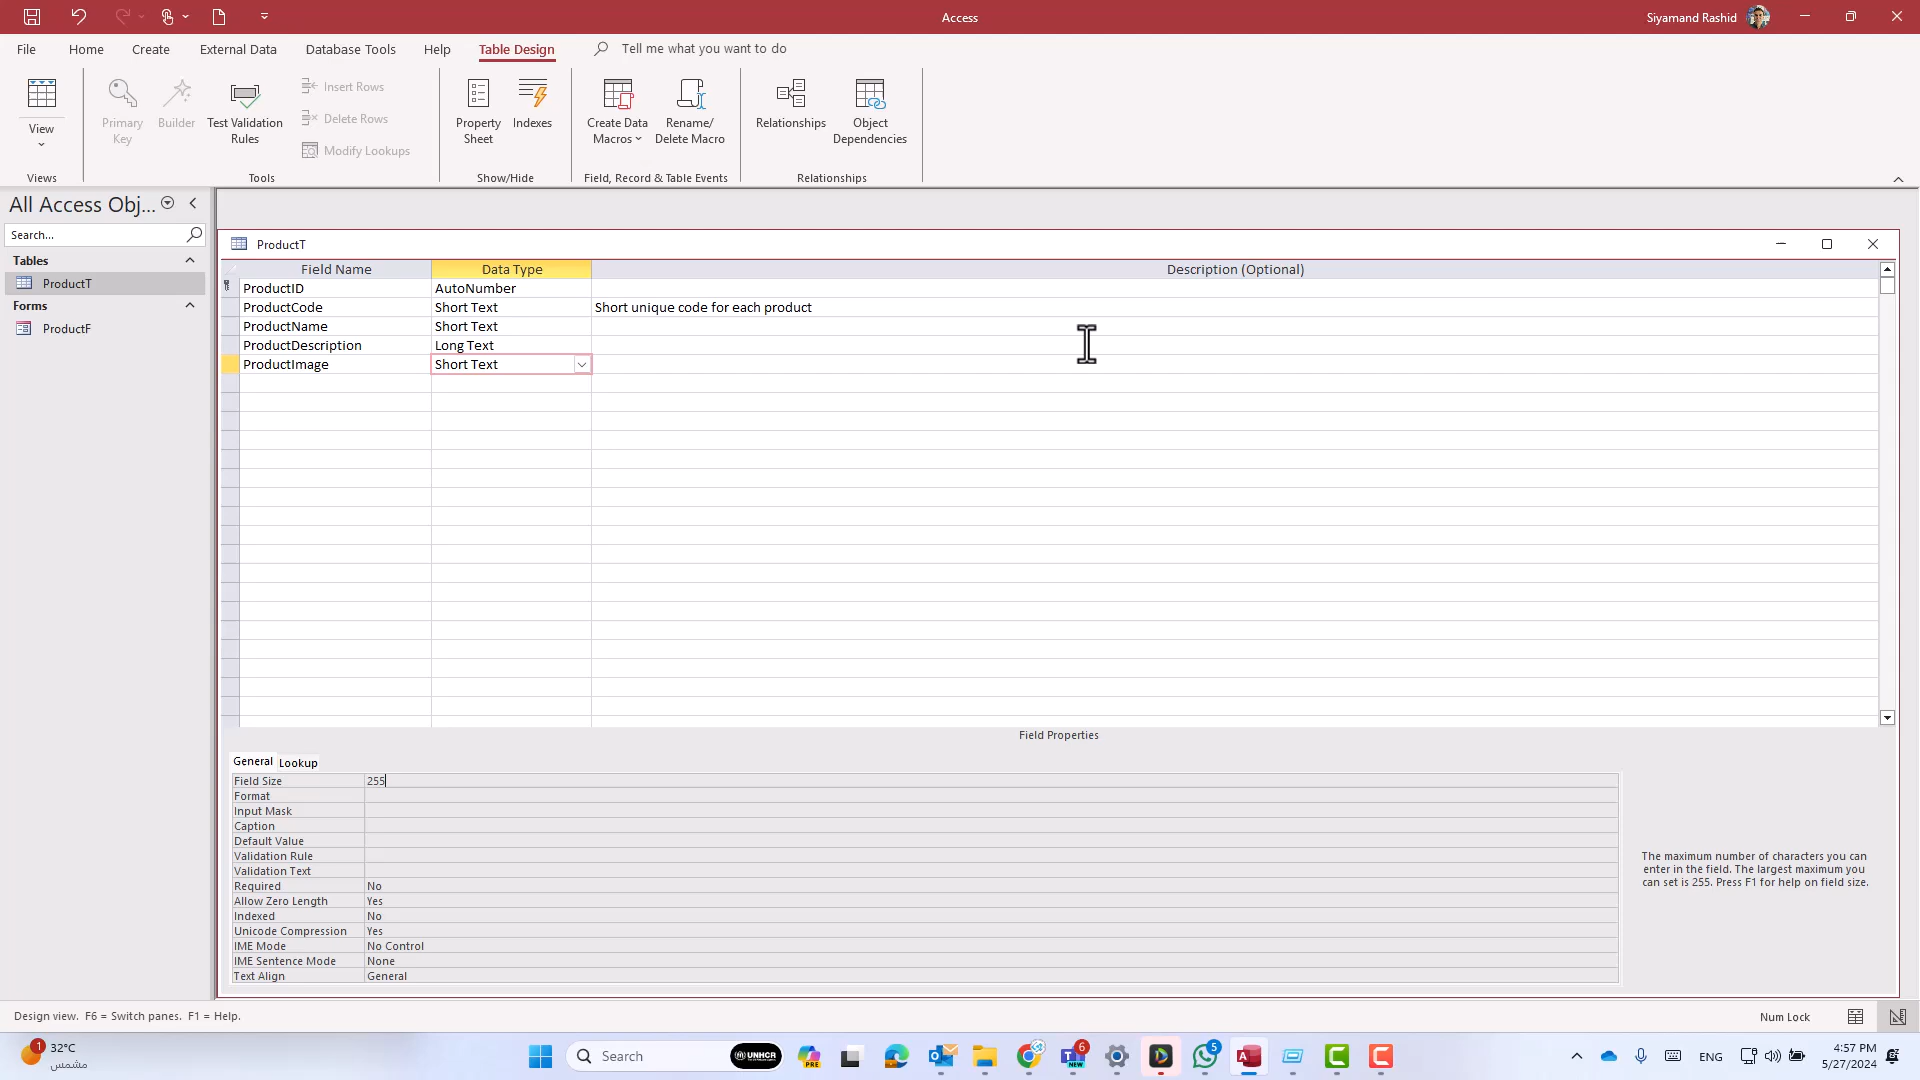 Access
Siyamand Rashid
File
Home
Create
External Data
Database Tools
Help
Table Design
Tell me what you want to do
View
Primary
Key
Builder
Test Validation
Rules
Insert Rows
Delete Rows
Modify Lookups
Property
Sheet
Indexes
Create Data
Macros
Rename/
Delete Macro
Relationships
Object
Dependencies
Views
Tools
Show/Hide
Field, Record & Table Events
Relationships
All Access Obj...
Search...
Tables
ProductT
Forms
ProductF
ProductT
Field Name
Data Type
Description (Optional)
ProductID
AutoNumber
ProductCode
Short Text
Short unique code for each product
ProductName
Short Text
ProductDescription
Long Text
ProductImage
Short Text
Field Properties
General
Lookup
Field Size 255
Format
Input Mask
Caption
Default Value
Validation Rule
Validation Text
Required No
Allow Zero Length Yes
Indexed No
Unicode Compression Yes
IME Mode No Control
IME Sentence Mode None
Text Align General
The maximum number of characters you can
enter in the field. The largest maximum you
can set is 255. Press F1 for help on field size.
Design view. F6 = Switch panes. F1 = Help.
Num Lock
1
32°C
مشمس
Search
UNHCR
PRE
6
NEW
5
ENG
4:57 PM
5/27/2024